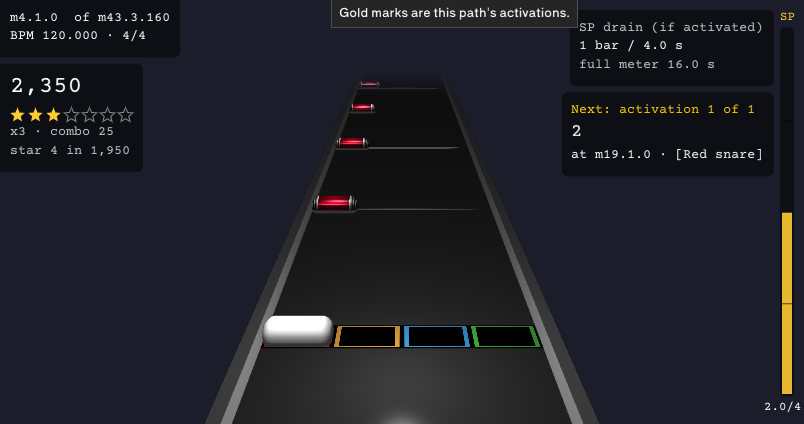 m4.1.0 of m43.3.160
BPM 120.000 · 4/4
Gold marks are this path's activations.
SP drain (if activated)
1 bar / 4.0 s
full meter 16.0 s
SP
2,350
x3 · combo 25
star 4 in 1,950
Next: activation 1 of 1
2
at m19.1.0 · [Red snare]
2.0/4